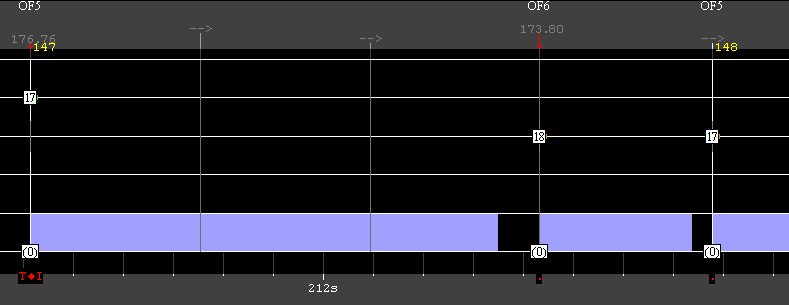 OF5 OF6 OF5
176.76 --> --> 173.80 -->
147 148
17
18 17
(0) (0) (0)
T◆I . .
212s